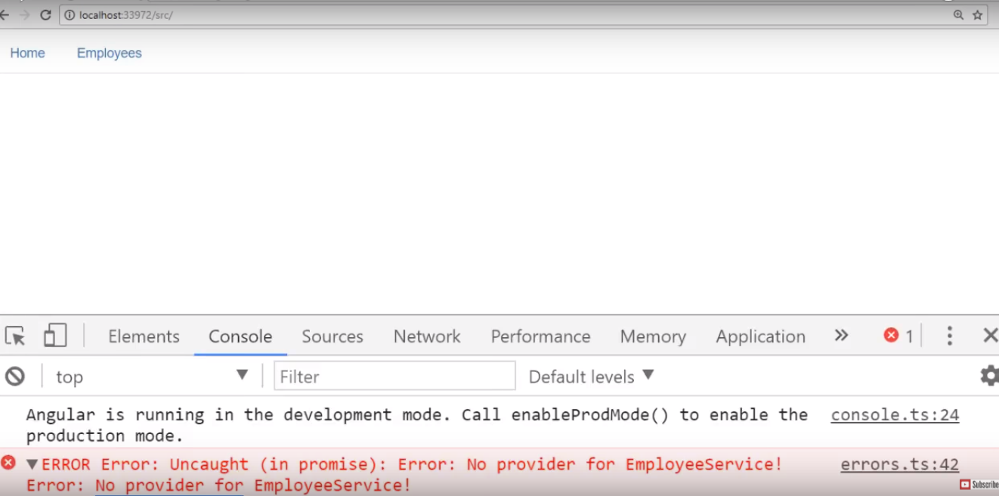 localhost:33972/src/
Home Employees
Elements Console Sources Network Performance Memory Application » 1
top Filter Default levels
Angular is running in the development mode. Call enableProdMode() to enable the console.ts:24
production mode.
ERROR Error: Uncaught (in promise): Error: No provider for EmployeeService! errors.ts:42
Error: No provider for EmployeeService!
Subscribe